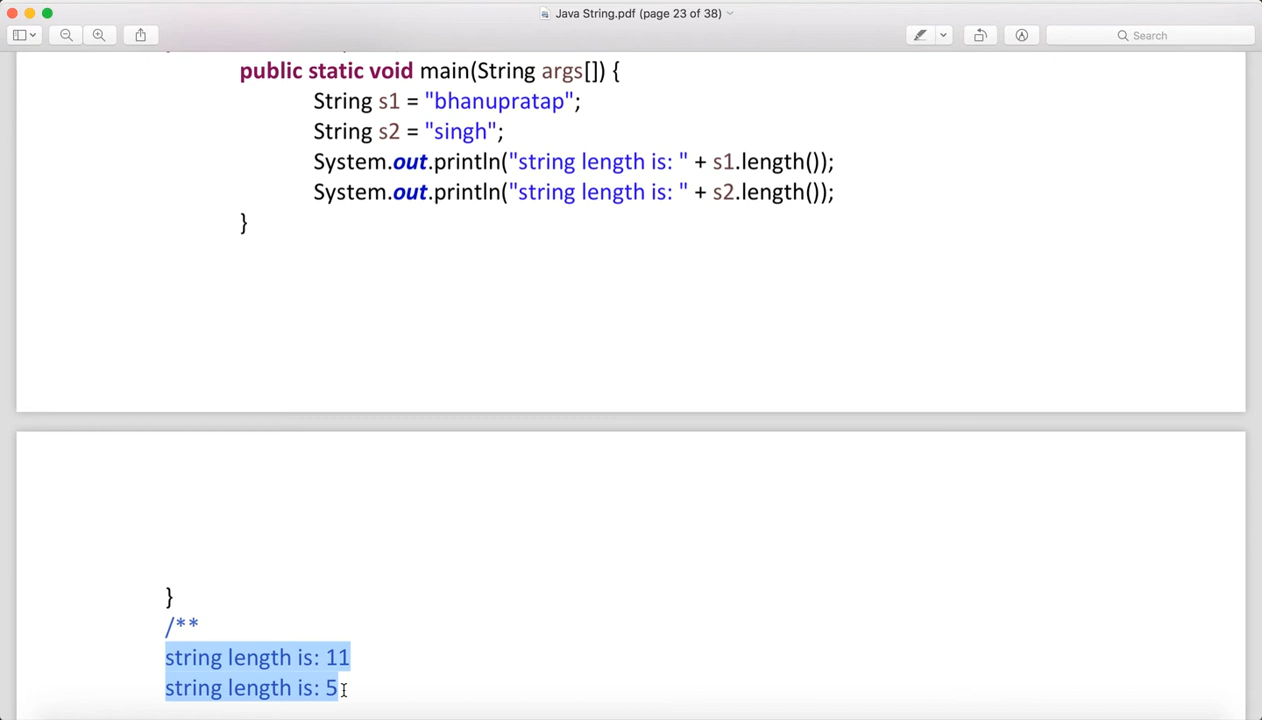 Java String.pdf (page 23 of 38)
Search
public static void main(String args[]) {
String s1 = "bhanupratap";
String s2 = "singh";
System.out.println("string length is: " + s1.length());
System.out.println("string length is: " + s2.length());
}
}
/**
string length is: 11
string length is: 5